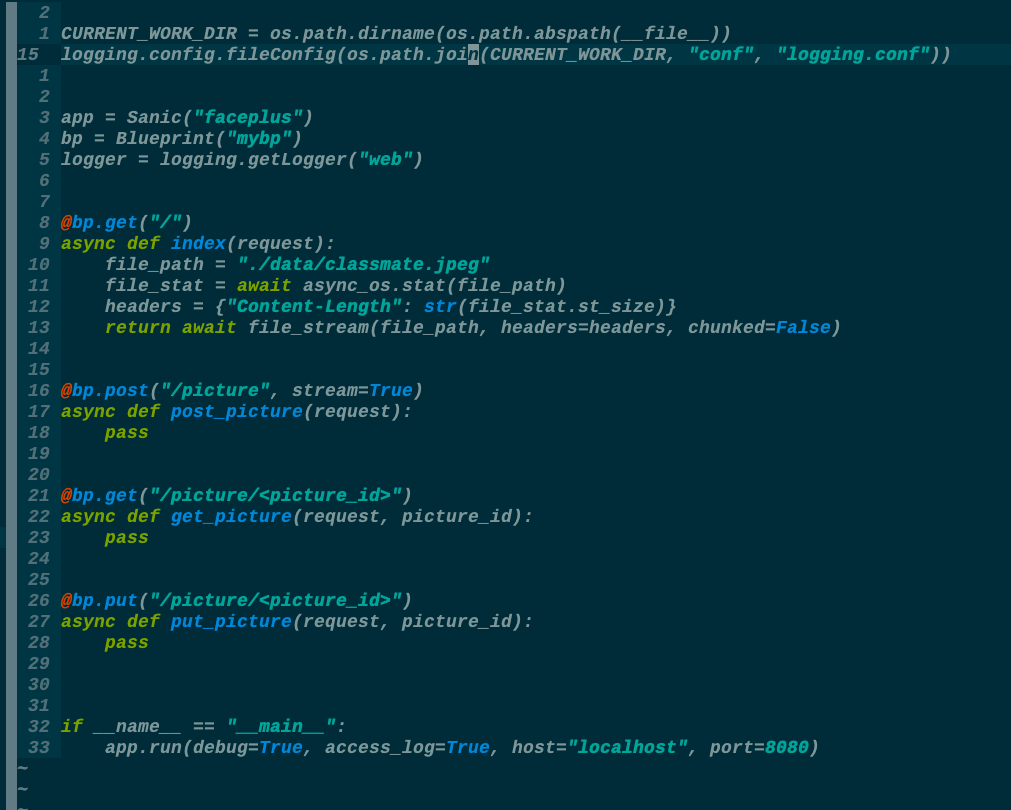 2
1 CURRENT_WORK_DIR = os.path.dirname(os.path.abspath(__file__))
15 logging.config.fileConfig(os.path.join(CURRENT_WORK_DIR, "conf", "logging.conf"))
1
2
3 app = Sanic("faceplus")
4 bp = Blueprint("mybp")
5 logger = logging.getLogger("web")
6
7
8 @bp.get("/")
9 async def index(request):
10     file_path = "./data/classmate.jpeg"
11     file_stat = await async_os.stat(file_path)
12     headers = {"Content-Length": str(file_stat.st_size)}
13     return await file_stream(file_path, headers=headers, chunked=False)
14
15
16 @bp.post("/picture", stream=True)
17 async def post_picture(request):
18     pass
19
20
21 @bp.get("/picture/<picture_id>")
22 async def get_picture(request, picture_id):
23     pass
24
25
26 @bp.put("/picture/<picture_id>")
27 async def put_picture(request, picture_id):
28     pass
29
30
31
32 if __name__ == "__main__":
33     app.run(debug=True, access_log=True, host="localhost", port=8080)
~
~
~